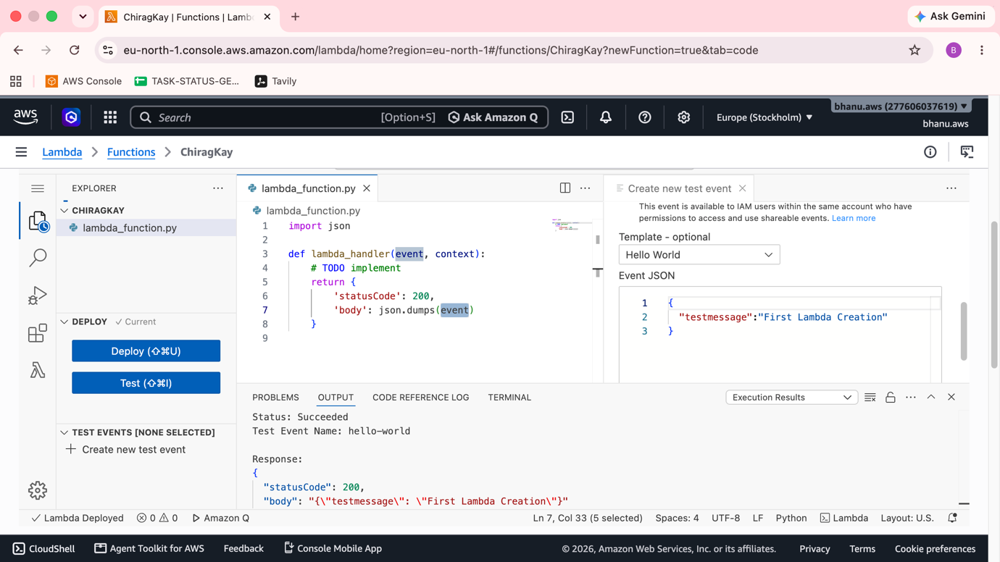 ChiragKay | Functions | Lamb
Ask Gemini
eu-north-1.console.aws.amazon.com/lambda/home?region=eu-north-1#/functions/ChiragKay?newFunction=true&tab=code
B
AWS Console
TASK-STATUS-GE...
Tavily
aws
Search
[Option+S]
Ask Amazon Q
Europe (Stockholm)
bhanu.aws (277606037619)
bhanu.aws
Lambda
Functions
ChiragKay
EXPLORER
CHIRAGKAY
lambda_function.py
DEPLOY
Current
Deploy (⇧⌘U)
Test (⇧⌘I)
TEST EVENTS [NONE SELECTED]
Create new test event
lambda_function.py
lambda_function.py
1 import json
2
3 def lambda_handler(event, context):
4 # TODO implement
5 return {
6 'statusCode': 200,
7 'body': json.dumps(event)
8 }
9
Create new test event
This event is available to IAM users within the same account who have
permissions to access and use shareable events. Learn more
Template - optional
Hello World
Event JSON
1 {
2 "testmessage":"First Lambda Creation"
3 }
PROBLEMS
OUTPUT
CODE REFERENCE LOG
TERMINAL
Execution Results
Status: Succeeded
Test Event Name: hello-world
Response:
{
"statusCode": 200,
"body": "{\"testmessage\": \"First Lambda Creation\"}"
Lambda Deployed
0
0
Amazon Q
Ln 7, Col 33 (5 selected)
Spaces: 4
UTF-8
LF
Python
Lambda
Layout: U.S.
CloudShell
Agent Toolkit for AWS
Feedback
Console Mobile App
© 2026, Amazon Web Services, Inc. or its affiliates.
Privacy
Terms
Cookie preferences